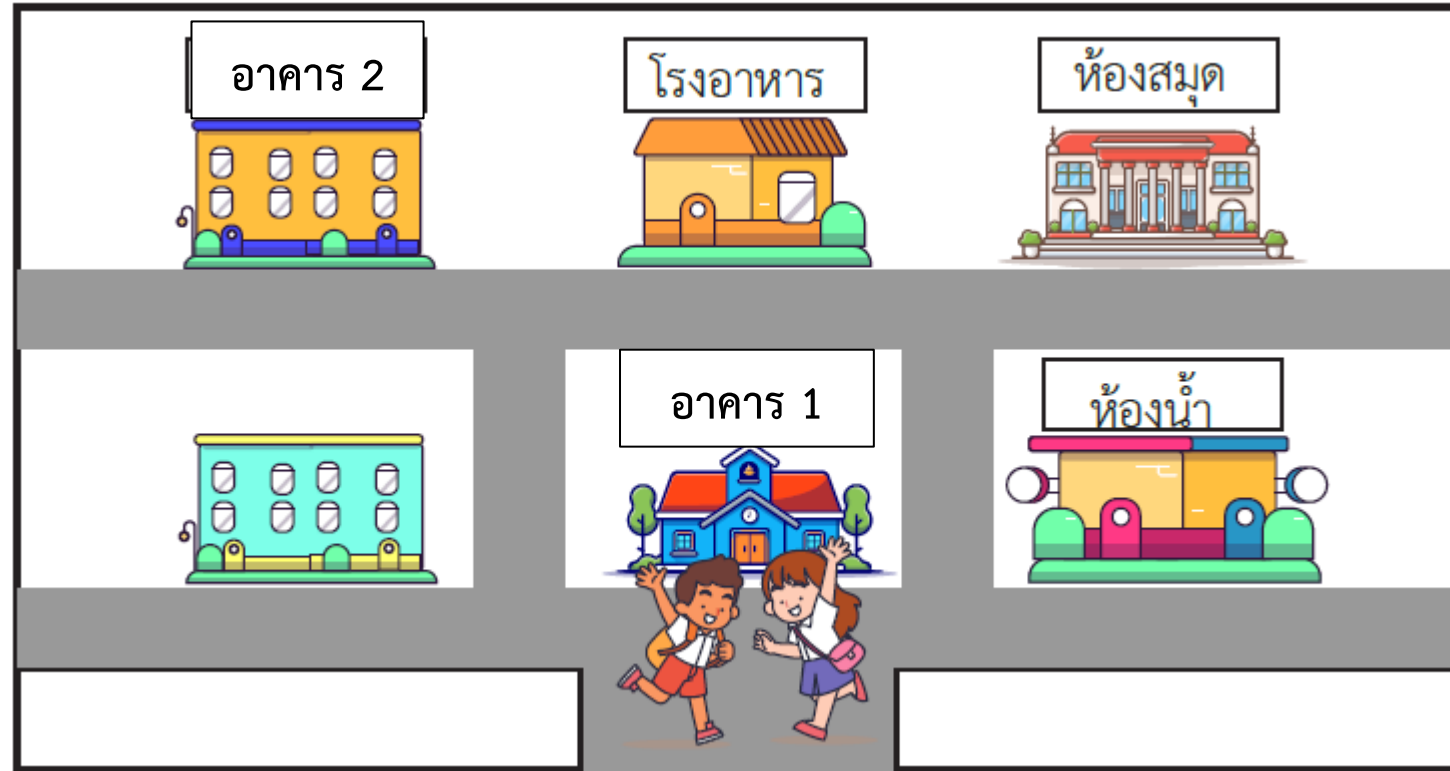 อาคาร 2
โรงอาหาร
ห้องสมุด
อาคาร 1
ห้องน้ำ